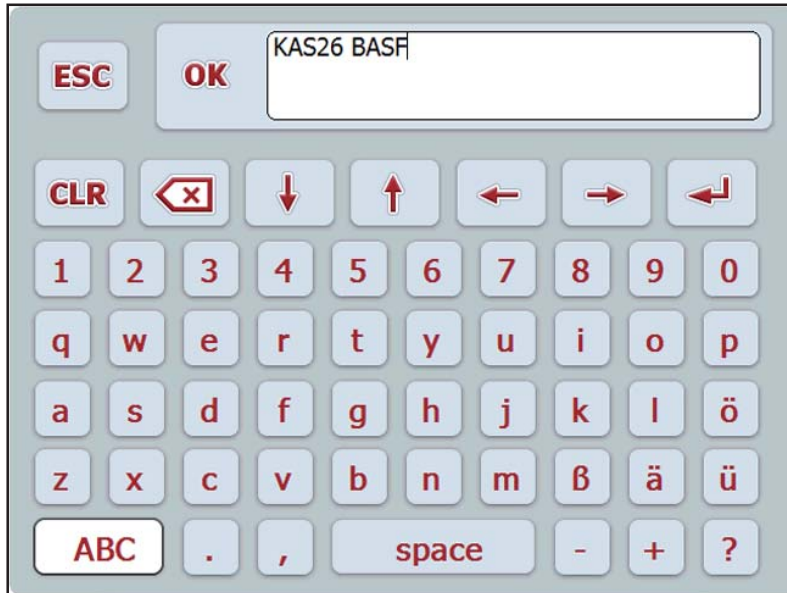 ESC OK KAS26 BASF
CLR
1 2 3 4 5 6 7 8 9 0
q w e r t y u i o p
a s d f g h j k l ö
z x c v b n m ß ä ü
ABC . , space - + ?